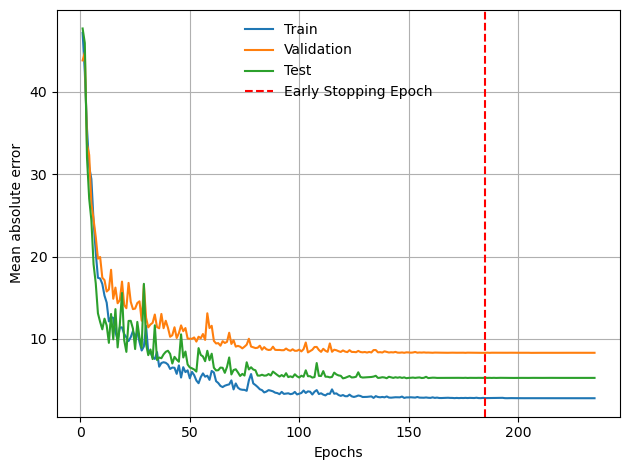 Train
Validation
Test
Early Stopping Epoch
Mean absolute error
40
30
20
10
0
50
100
150
200
Epochs